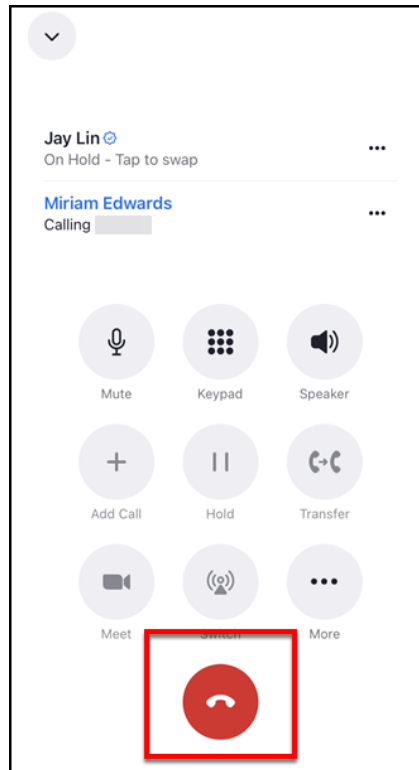 Jay Lin
On Hold - Tap to swap
Miriam Edwards
Calling
Mute Keypad Speaker
Add Call Hold Transfer
Meet Switch More